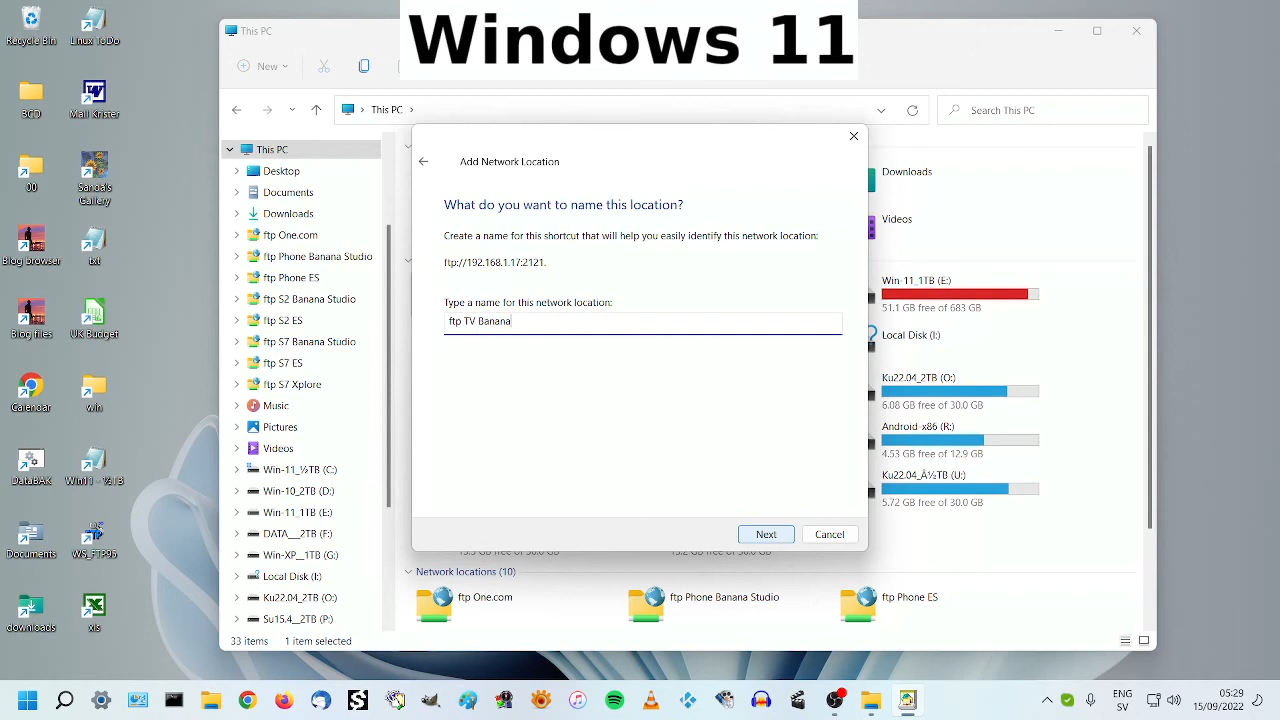 Windows 11
Recycle Bin
Linux ToDo
BCD
Mall Krister
00
Sandals Gallery
Blog Browser
txt
Blog files
UK Budget
Calendar
win
DataBAK
Documents
WS_FTP95
downloads
xls
This PC
New
This PC
Search This PC
This PC
Desktop
Documents
Downloads
ftp One.com
ftp Phone Banana Studio
ftp Phone ES
ftp S2 Banana Studio
ftp S2 ES
ftp S7 Banana Studio
ftp S7 ES
ftp S7 Xplore
Music
Pictures
Videos
Win-11_½TB (C:)
Win-10_2TB (D:)
Win-11_1TB (E:)
DATA__2TB (F:)
Win-XP__1TB (G:)
Local Disk (I:)
Ku22.04_2TB (O:)
Su15.4__2TB (P:)
Add Network Location
What do you want to name this location?
Create a name for this shortcut that will help you easily identify this network location:
ftp://192.168.1.17:2121.
Type a name for this network location:
ftp TV Banana
Next
Cancel
Downloads
Videos
Win-11_1TB (E:)
51.1 GB free of 683 GB
Local Disk (I:)
Ku22.04_2TB (O:)
6.08 GB free of 30.0 GB
Android-x86 (R:)
4.53 GB free of 12.9 GB
Ku22.04_Â½TB (U:)
5.72 GB free of 30.0 GB
Network locations (10)
ftp One.com
ftp Phone Banana Studio
ftp Phone ES
33 items
1 item selected
ENG
SV
05:29
15/09/2022